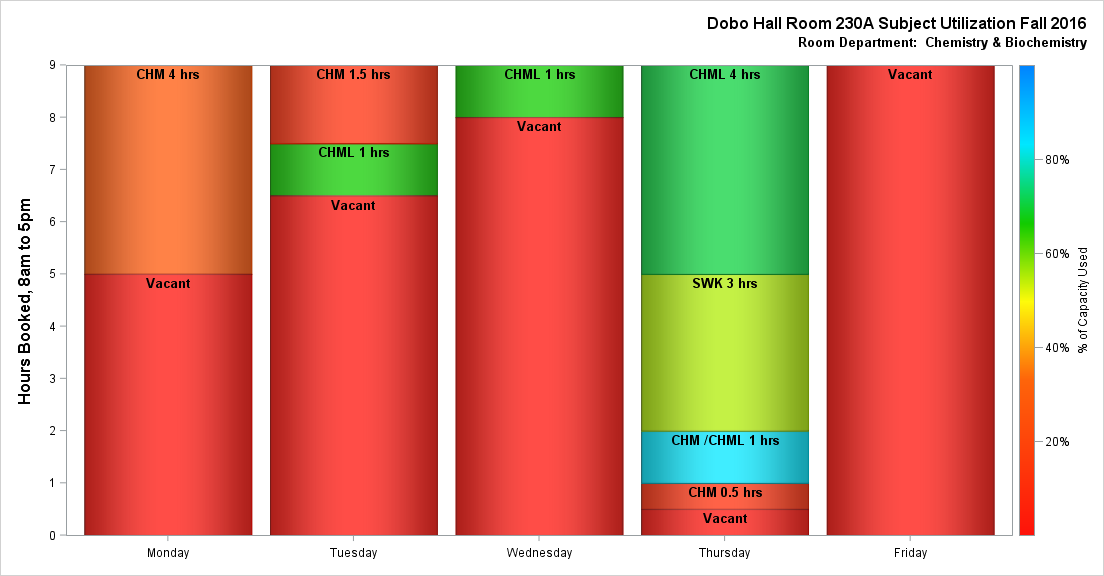 Dobo Hall Room 230A Subject Utilization Fall 2016
Room Department:  Chemistry & Biochemistry
Hours Booked, 8am to 5pm
9
8
7
6
5
4
3
2
1
0
CHM 4 hrs
Vacant
CHM 1.5 hrs
CHML 1 hrs
Vacant
CHML 1 hrs
Vacant
CHML 4 hrs
SWK 3 hrs
CHM /CHML 1 hrs
CHM 0.5 hrs
Vacant
Vacant
Monday
Tuesday
Wednesday
Thursday
Friday
80%
60%
40%
20%
% of Capacity Used